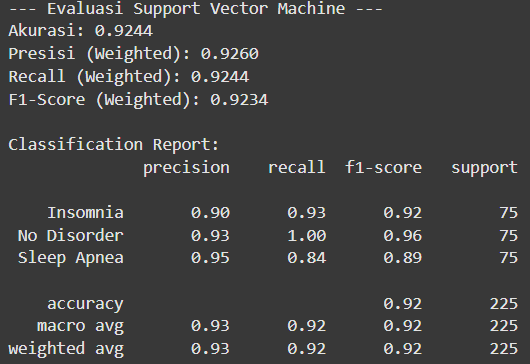 --- Evaluasi Support Vector Machine ---
Akurasi: 0.9244
Presisi (Weighted): 0.9260
Recall (Weighted): 0.9244
F1-Score (Weighted): 0.9234
Classification Report:
precision recall f1-score support
Insomnia 0.90 0.93 0.92 75
No Disorder 0.93 1.00 0.96 75
Sleep Apnea 0.95 0.84 0.89 75
accuracy 0.92 225
macro avg 0.93 0.92 0.92 225
weighted avg 0.93 0.92 0.92 225